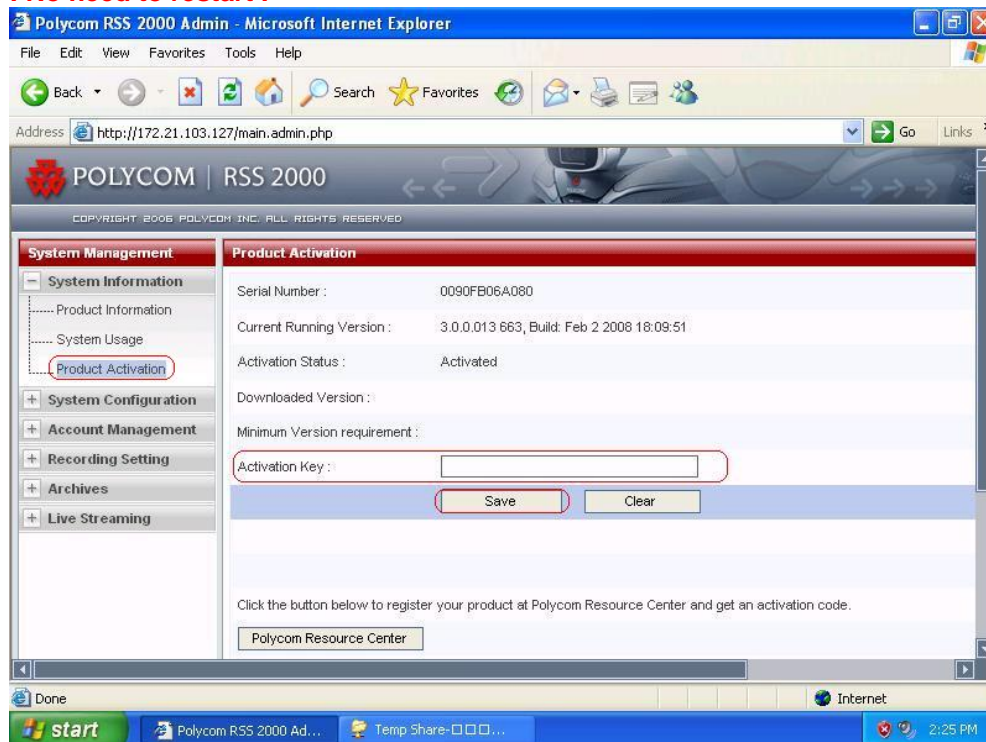 Polycom RSS 2000 Admin - Microsoft Internet Explorer
File Edit View Favorites Tools Help
Back Search Favorites
Address http://172.21.103.127/main.admin.php Go Links
POLYCOM | RSS 2000
COPYRIGHT 2006 POLYCOM INC. ALL RIGHTS RESERVED
System Management
Product Activation
System Information
Product Information
System Usage
Product Activation
System Configuration
Account Management
Recording Setting
Archives
Live Streaming
Serial Number : 0090FB06A080
Current Running Version : 3.0.0.013 663, Build: Feb 2 2008 18:09:51
Activation Status : Activated
Downloaded Version :
Minimum Version requirement :
Activation Key :
Save Clear
Click the button below to register your product at Polycom Resource Center and get an activation code.
Polycom Resource Center
Done Internet
start Polycom RSS 2000 Ad... Temp Share-□□□... 2:25 PM